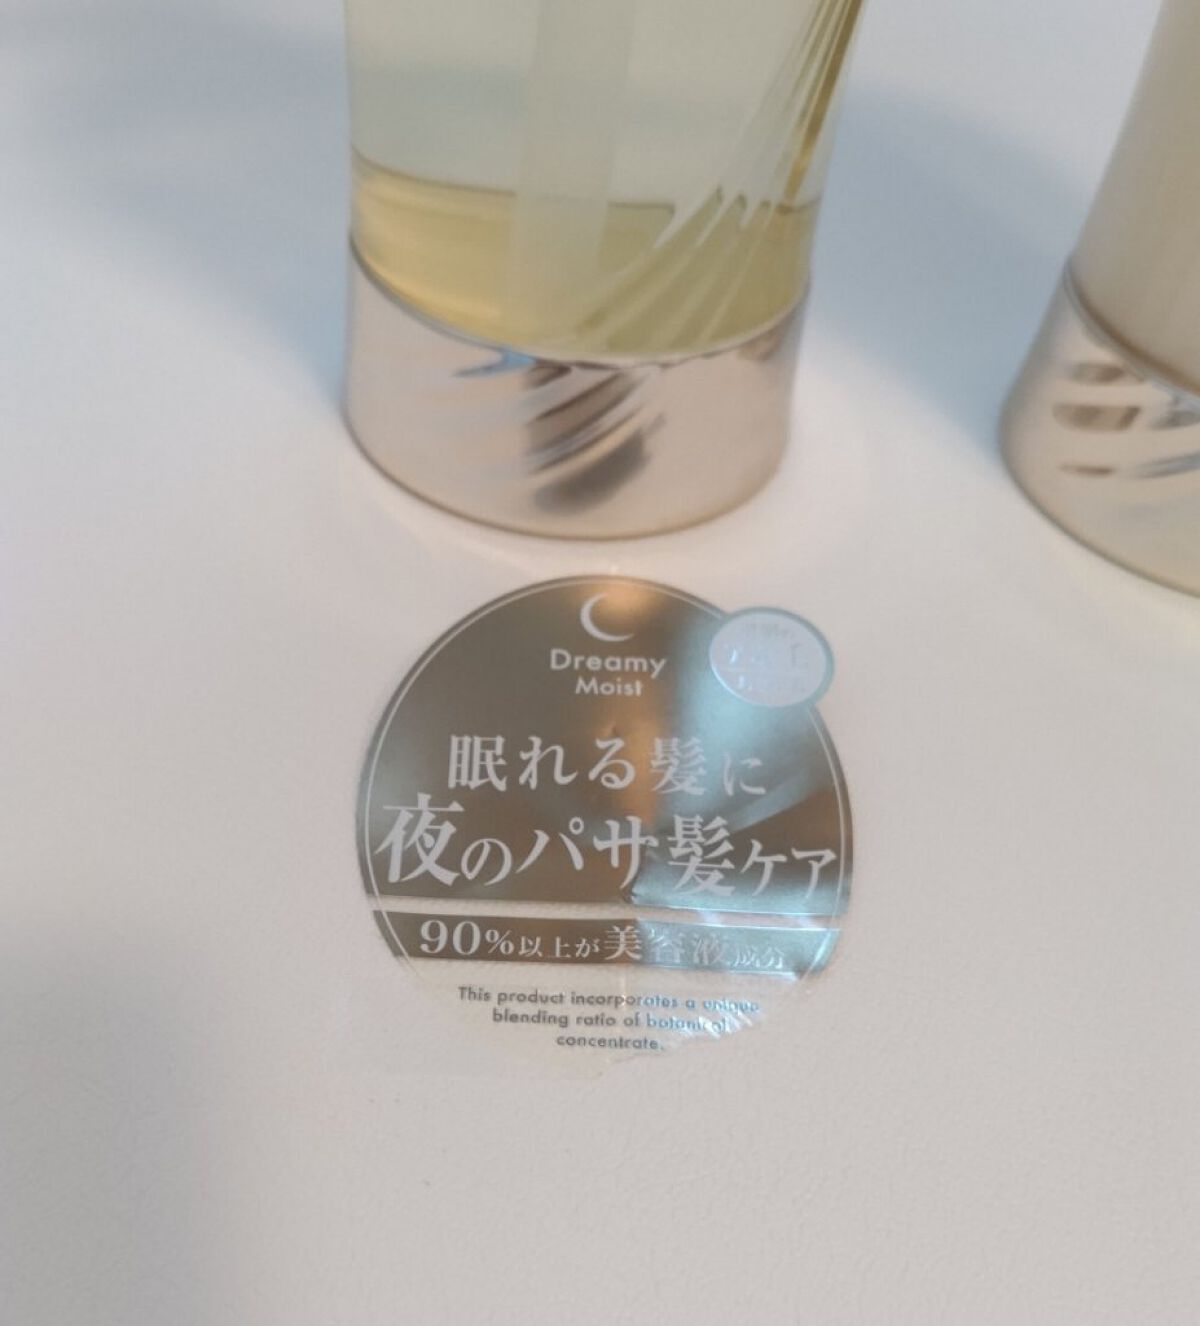 Dreamy
Moist
眠れる髪に
夜のパサ髪ケア
90%以上が美容液成分
This product incorporates a unique
blending ratio of botanical
concentrate.